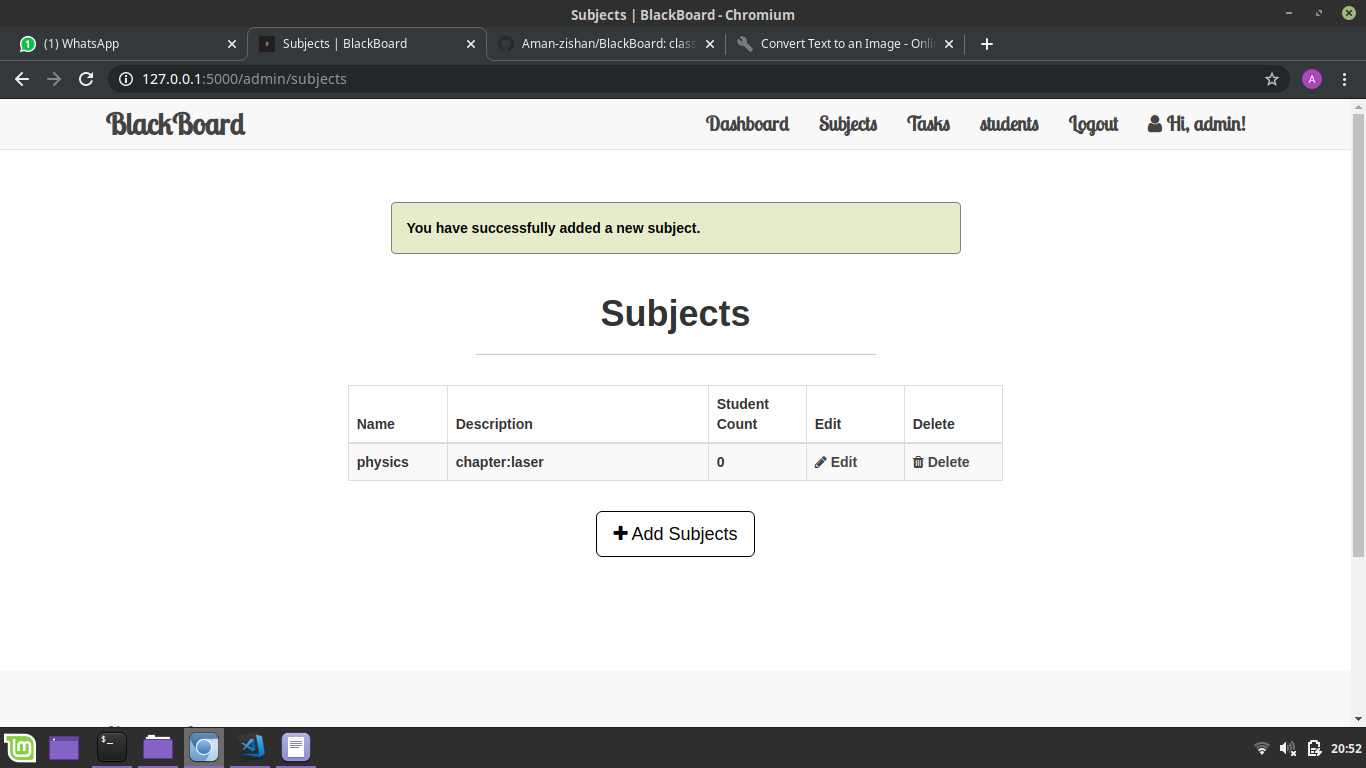 Subjects | BlackBoard - Chromium
(1) WhatsApp
Subjects | BlackBoard
Aman-zishan/BlackBoard: class
Convert Text to an Image - Onli
127.0.0.1:5000/admin/subjects
A
BlackBoard
Dashboard Subjects Tasks students Logout Hi, admin!
You have successfully added a new subject.
Subjects
Name Description Student Count Edit Delete
physics chapter:laser 0 Edit Delete
Add Subjects
$_
20:52